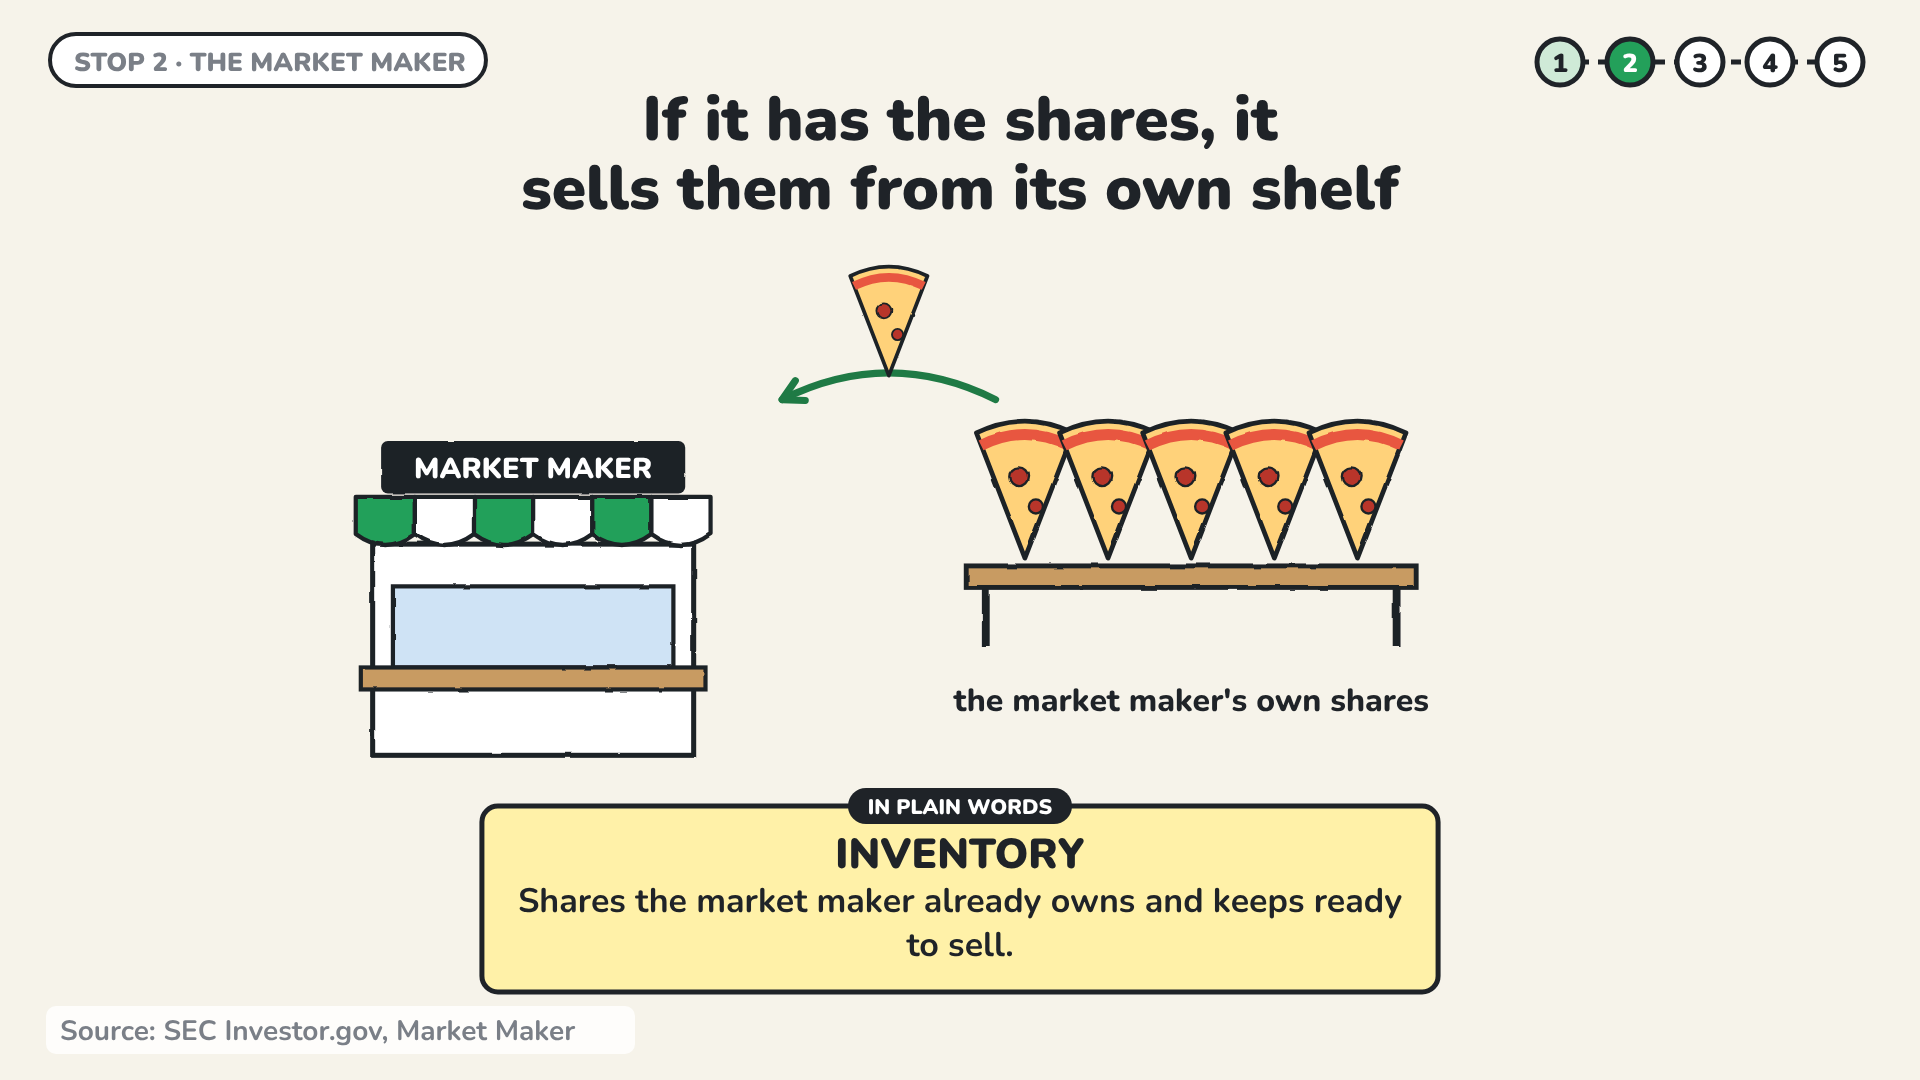 STOP 2 · THE MARKET MAKER
1 2 3 4 5
If it has the shares, it
sells them from its own shelf
MARKET MAKER
the market maker's own shares
IN PLAIN WORDS
INVENTORY
Shares the market maker already owns and keeps ready
to sell.
Source: SEC Investor.gov, Market Maker